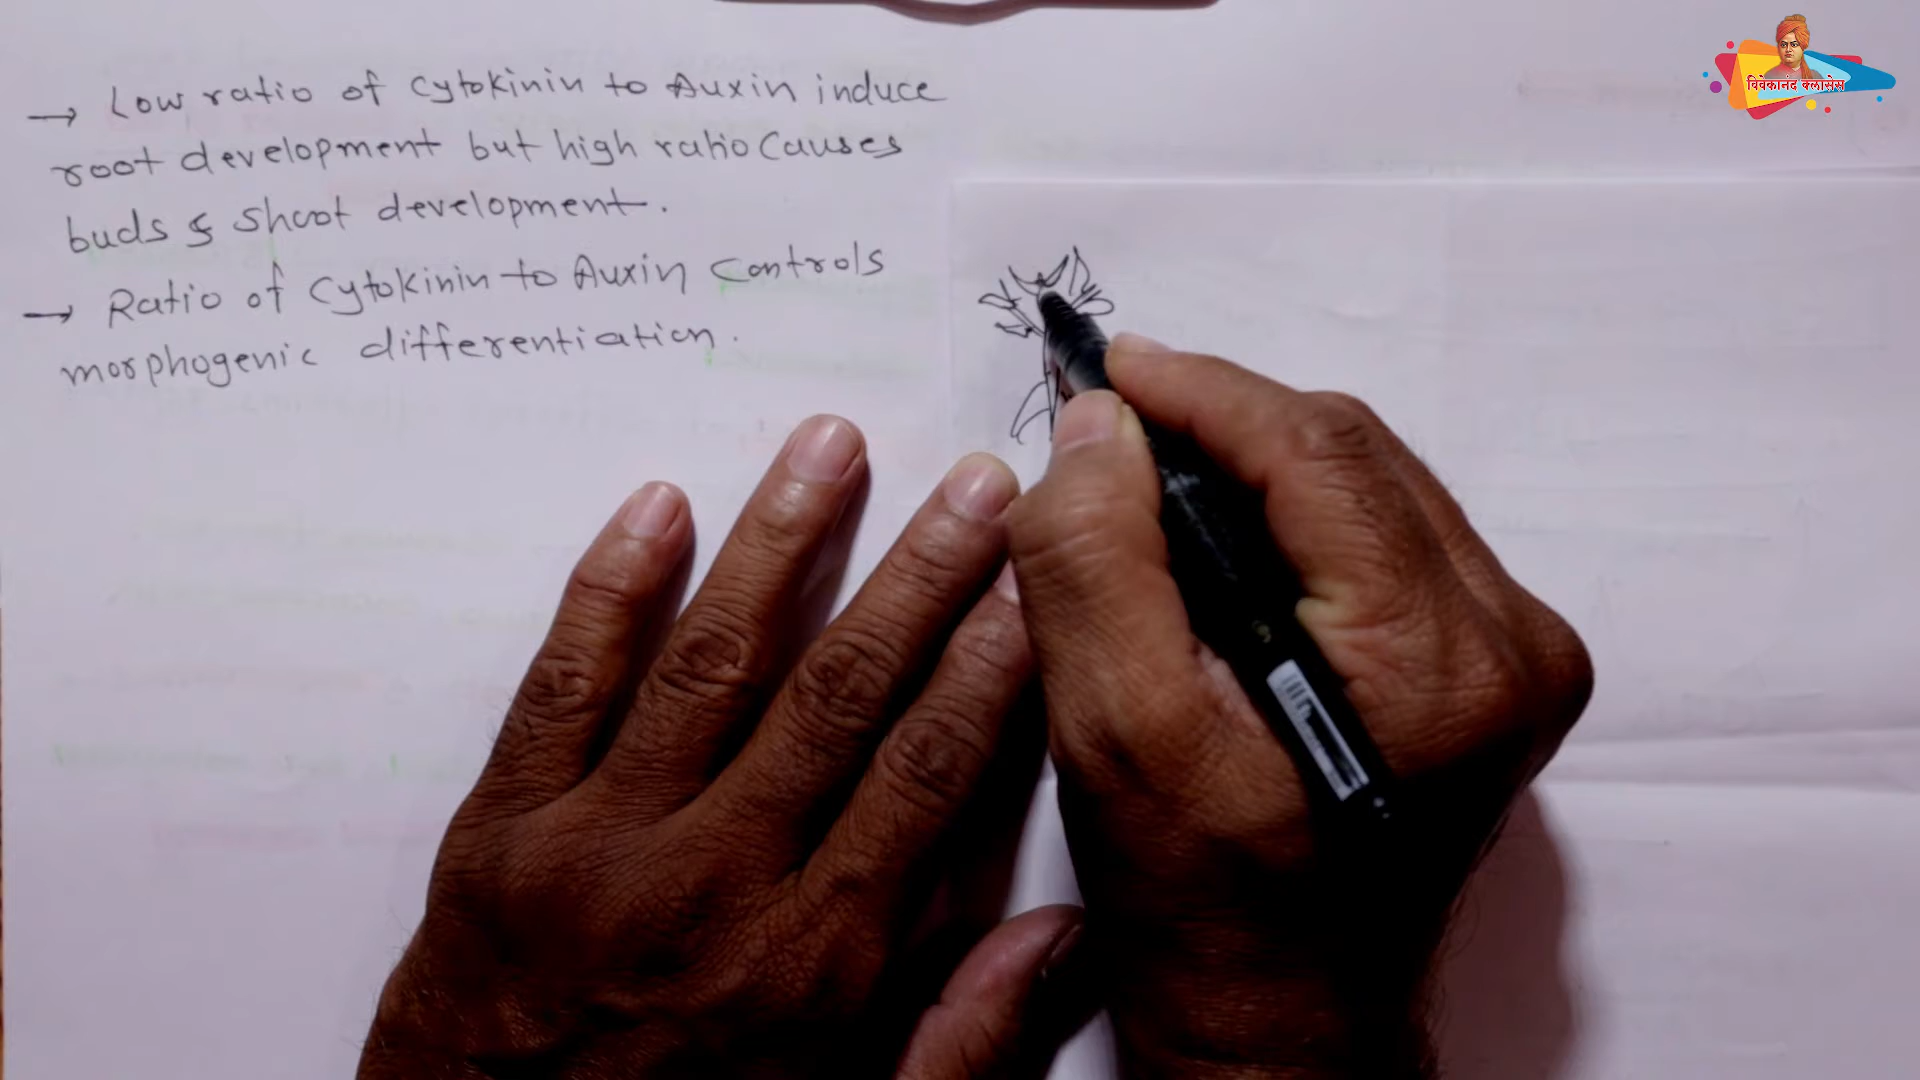 → Low ratio of cytokinin to Auxin induce
root development but high ratio causes
buds & shoot development.
→ Ratio of cytokinin to Auxin controls
morphogenic differentiation.
विवेकानंद क्लासेस